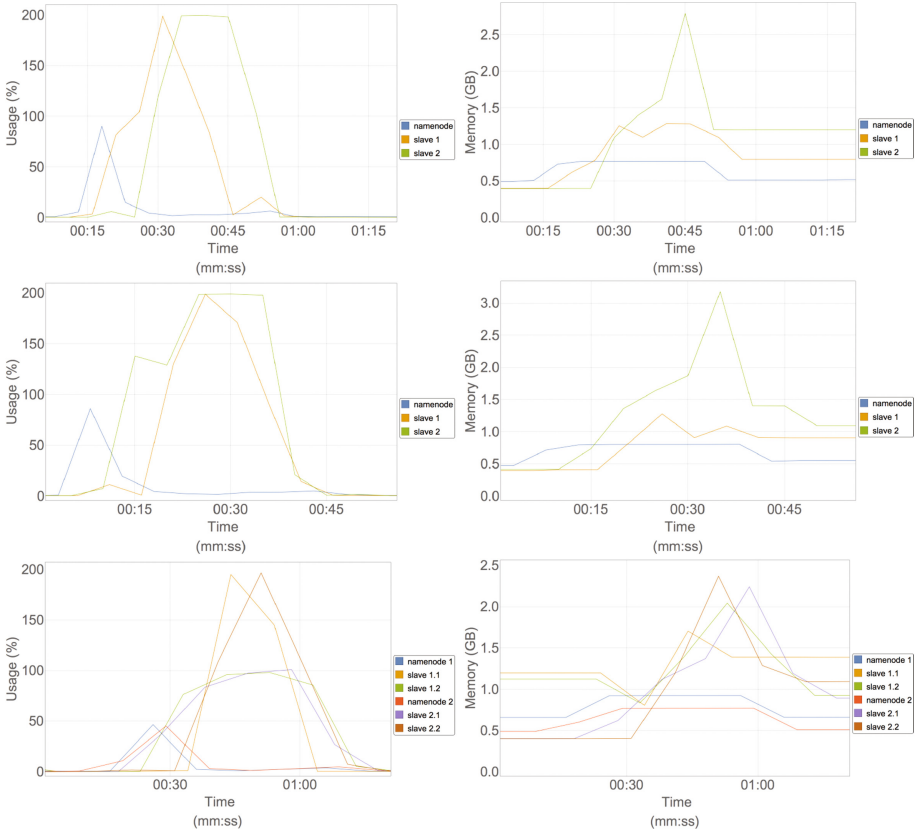 200
150
100
50
0
Usage (%)
00:15 00:30 00:45 01:00 01:15
Time
(mm:ss)
namenode
slave 1
slave 2
2.5
2.0
1.5
1.0
0.5
0.0
Memory (GB)
00:15 00:30 00:45 01:00 01:15
Time
(mm:ss)
namenode
slave 1
slave 2
200
150
100
50
0
Usage (%)
00:15 00:30 00:45
Time
(mm:ss)
namenode
slave 1
slave 2
3.0
2.5
2.0
1.5
1.0
0.5
0.0
Memory (GB)
00:15 00:30 00:45
Time
(mm:ss)
namenode
slave 1
slave 2
200
150
100
50
0
Usage (%)
00:30 01:00
Time
(mm:ss)
namenode 1
slave 1.1
slave 1.2
namenode 2
slave 2.1
slave 2.2
2.5
2.0
1.5
1.0
0.5
0.0
Memory (GB)
00:30 01:00
Time
(mm:ss)
namenode 1
slave 1.1
slave 1.2
namenode 2
slave 2.1
slave 2.2